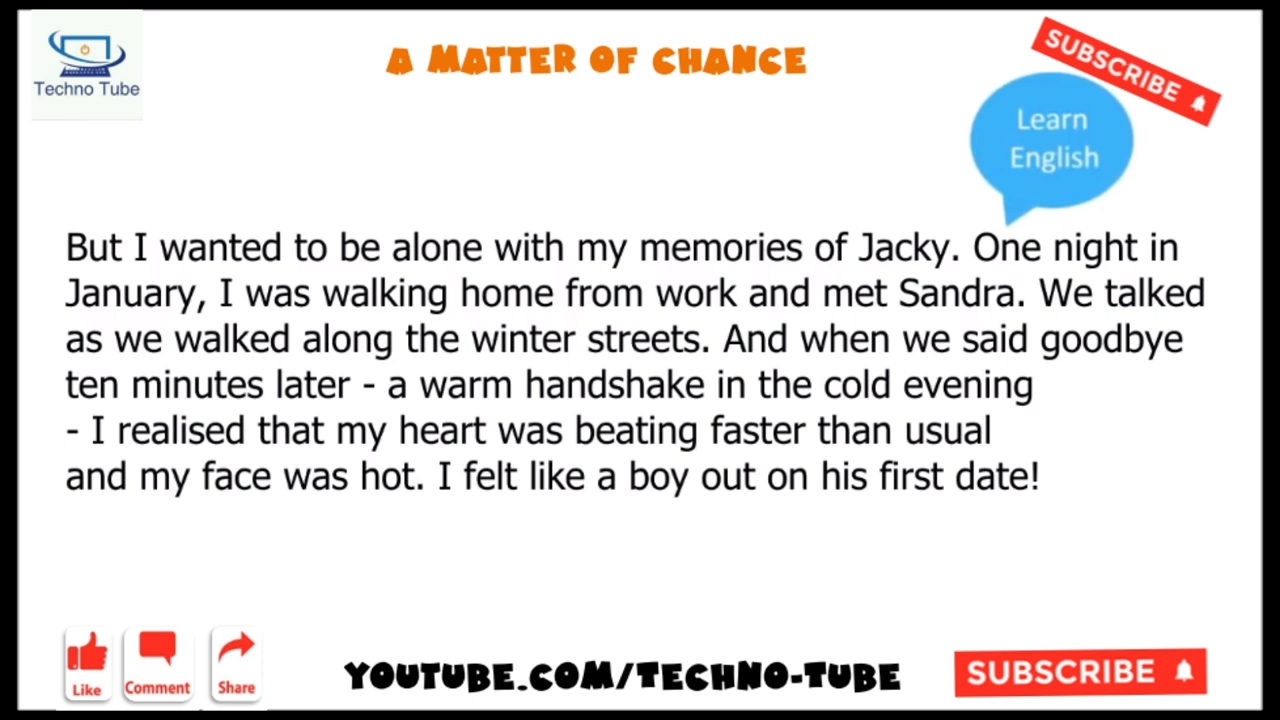 Techno Tube
A MATTER OF CHANCE
SUBSCRIBE
Learn
English
But I wanted to be alone with my memories of Jacky. One night in
January, I was walking home from work and met Sandra. We talked
as we walked along the winter streets. And when we said goodbye
ten minutes later - a warm handshake in the cold evening
- I realised that my heart was beating faster than usual
and my face was hot. I felt like a boy out on his first date!
Like
Comment
Share
YOUTUBE.COM/TECHNO-TUBE
SUBSCRIBE